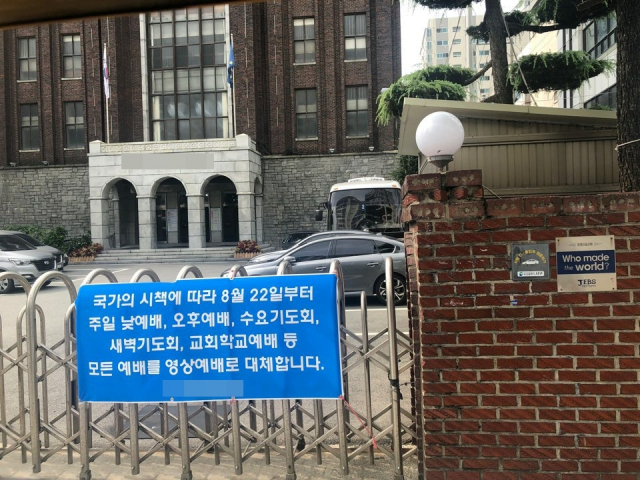 국가의 시책에 따라 8월 22일부터
주일 낮예배, 오후예배, 수요기도회,
새벽기도회, 교회학교예배 등
모든 예배를 영상예배로 대체합니다.
Who made
the world?